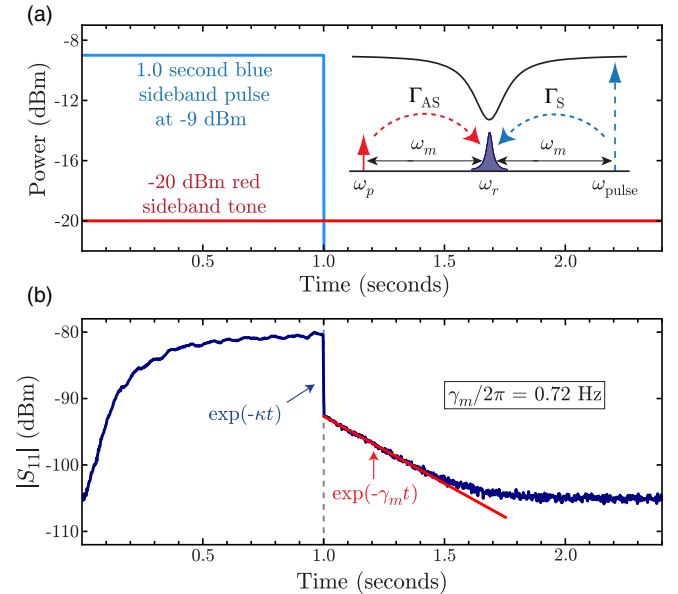 (a)
-8
-12
-16
-20
Power (dBm)
1.0 second blue
sideband pulse
at -9 dBm
-20 dBm red
sideband tone
Γ_AS
Γ_S
ω_m
ω_m
ω_p
ω_r
ω_pulse
0.5
1.0
1.5
2.0
Time (seconds)
(b)
-80
-90
-100
-110
|S₁₁| (dBm)
exp(-κt)
γ_m/2π = 0.72 Hz
exp(-γ_m t)
0.5
1.0
1.5
2.0
Time (seconds)